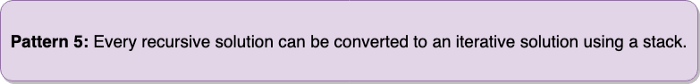 Pattern 5: Every recursive solution can be converted to an iterative solution using a stack.